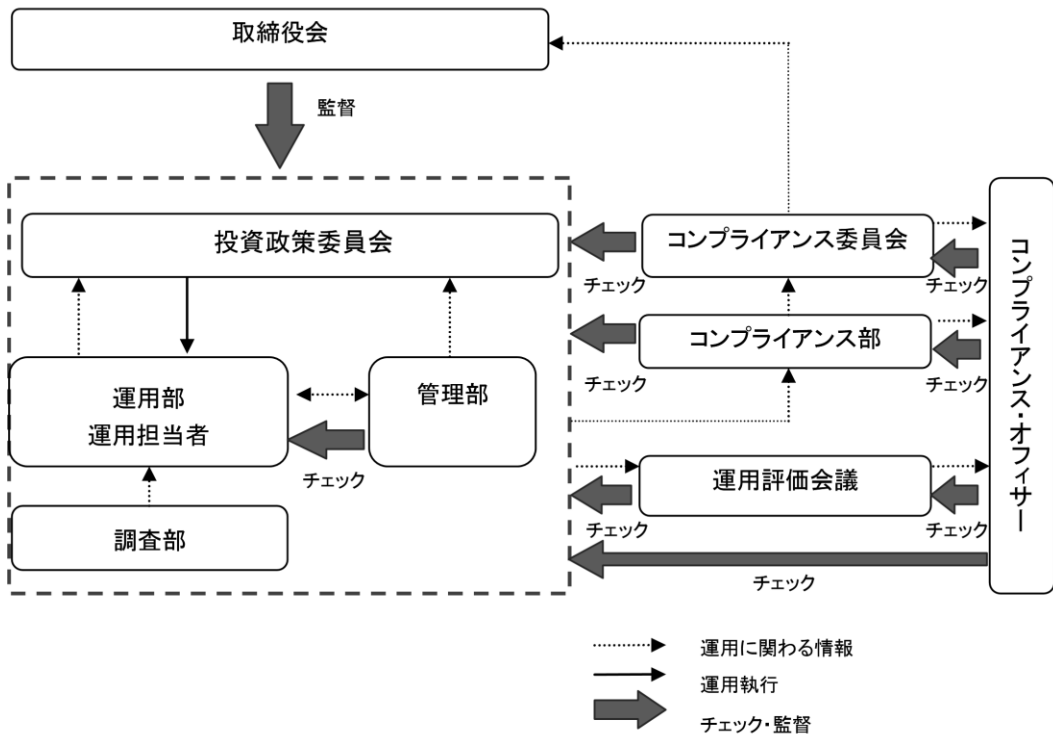 取締役会
監督
投資政策委員会
コンプライアンス委員会
チェック
チェック
コンプライアンス部
チェック
チェック
運用部
運用担当者
管理部
チェック
調査部
運用評価会議
チェック
チェック
チェック
コンプライアンス・オフィサー
運用に関わる情報
運用執行
チェック・監督